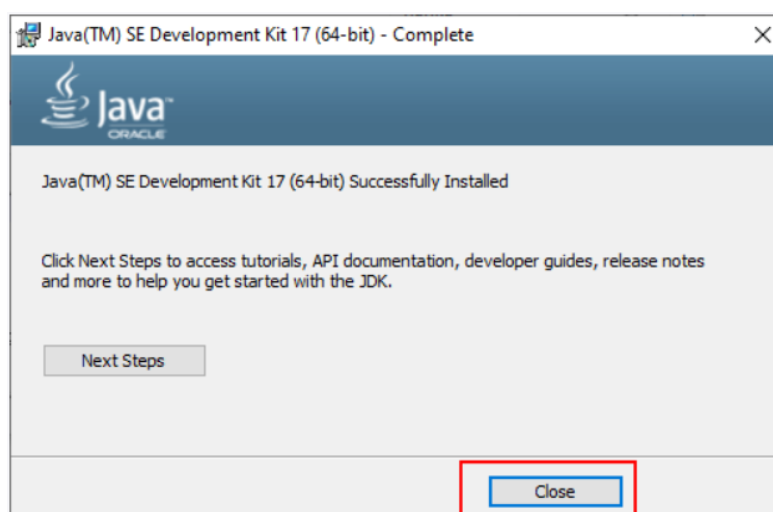 Java(TM) SE Development Kit 17 (64-bit) - Complete
Java™
ORACLE
Java(TM) SE Development Kit 17 (64-bit) Successfully Installed
Click Next Steps to access tutorials, API documentation, developer guides, release notes
and more to help you get started with the JDK.
Next Steps
Close